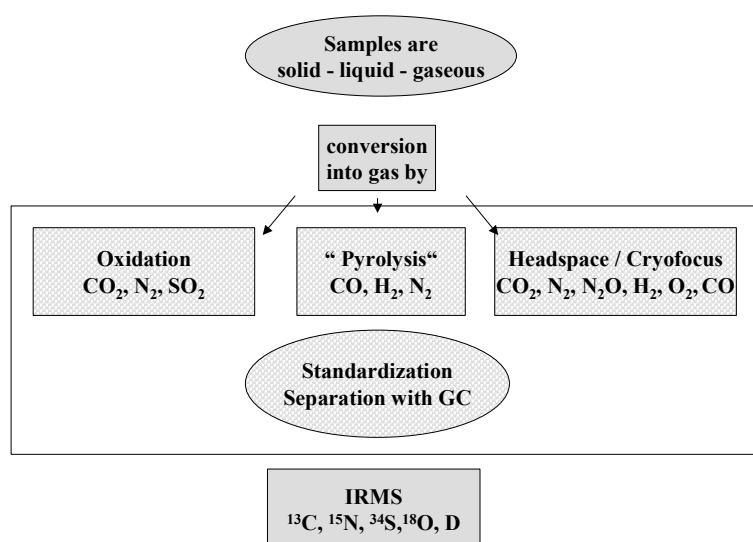 Samples are
solid - liquid - gaseous
conversion
into gas by
Oxidation
CO₂, N₂, SO₂
“ Pyrolysis“
CO, H₂, N₂
Headspace / Cryofocus
CO₂, N₂, N₂O, H₂, O₂, CO
Standardization
Separation with GC
IRMS
¹³C, ¹⁵N, ³⁴S,¹⁸O, D